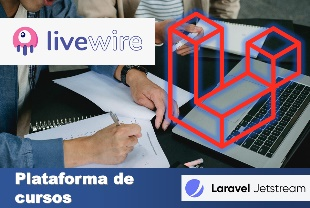 livewire
Plataforma de
cursos
Laravel Jetstream